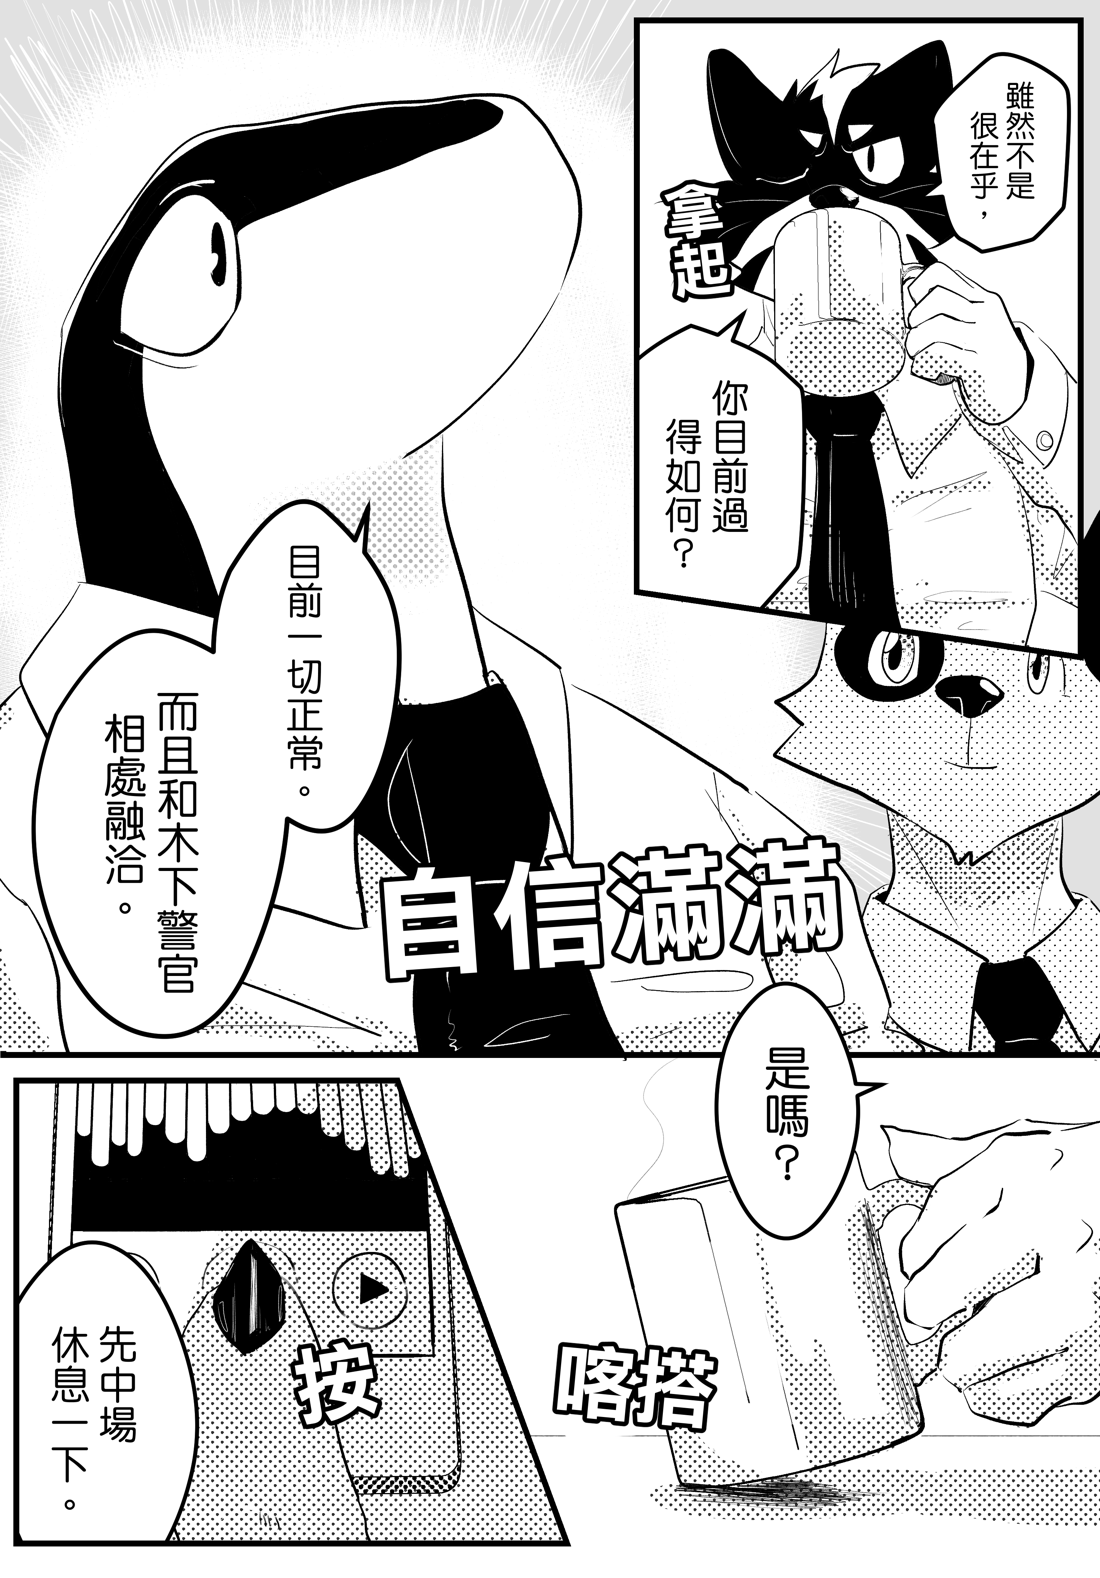 雖然不是
很在乎，
拿起
你目前過
得如何？
目前一切正常。
而且和木下警官
相處融洽。
自信滿滿
是嗎？
喀搭
按
先中場
休息一下。